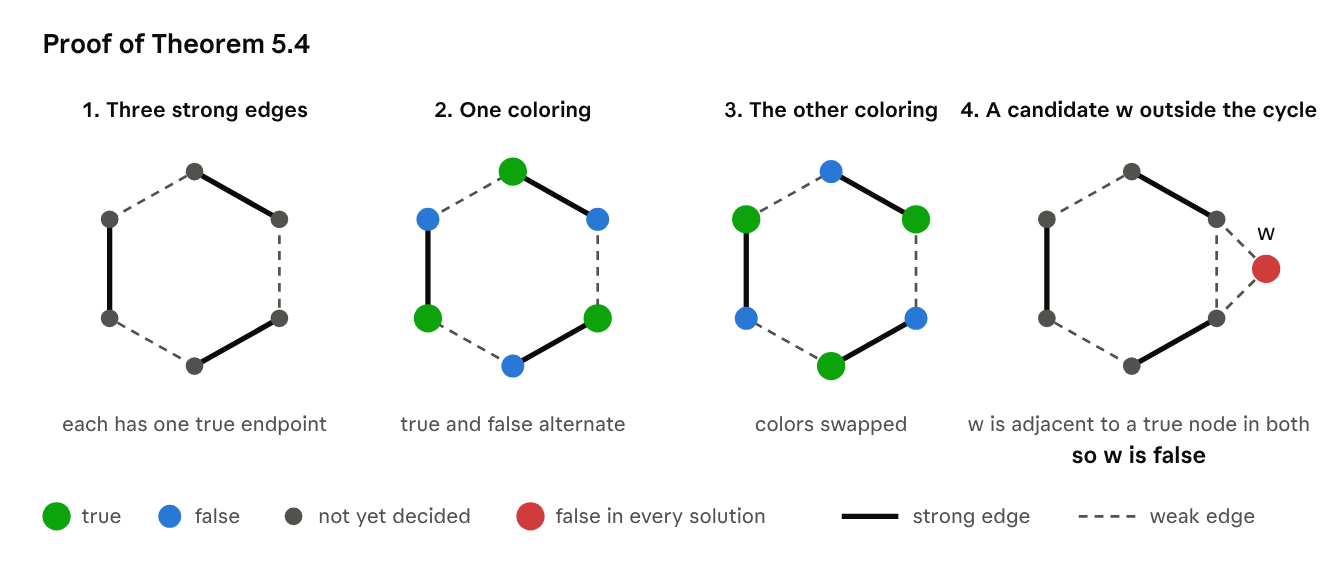 Proof of Theorem 5.4
1. Three strong edges
2. One coloring
3. The other coloring
4. A candidate w outside the cycle
w
each has one true endpoint
true and false alternate
colors swapped
w is adjacent to a true node in both
so w is false
true
false
not yet decided
false in every solution
strong edge
weak edge